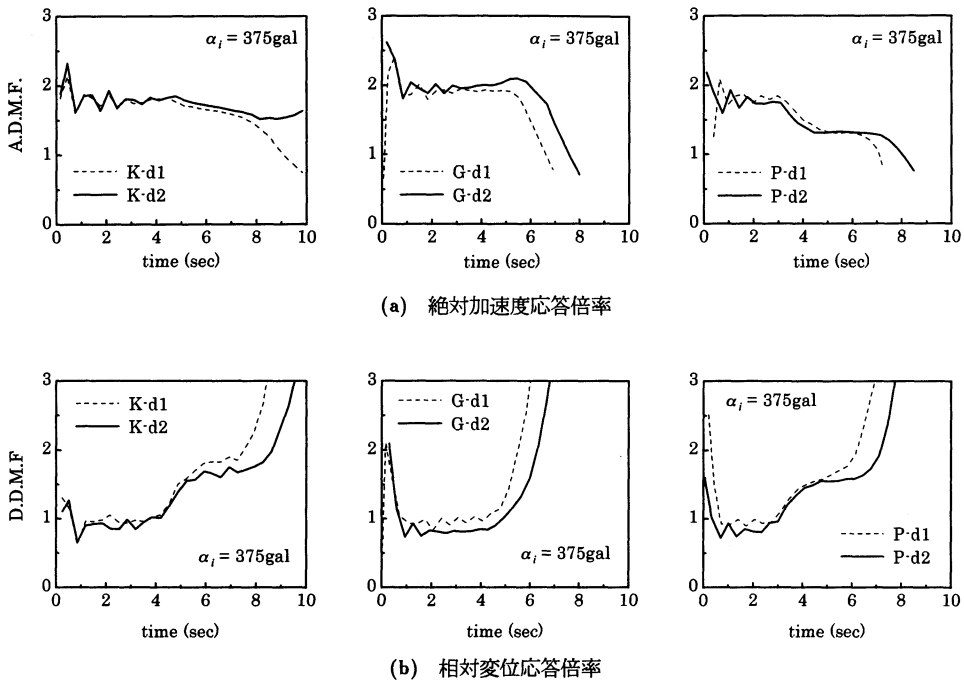 A.D.M.F.
3
2
1
0
αi = 375gal
K-d1
K-d2
0 2 4 6 8 10
time (sec)
3
2
1
0
αi = 375gal
G-d1
G-d2
0 2 4 6 8 10
time (sec)
3
2
1
0
αi = 375gal
P-d1
P-d2
0 2 4 6 8 10
time (sec)
(a) 絶対加速度応答倍率
D.D.M.F
3
2
1
0
K-d1
K-d2
αi = 375gal
0 2 4 6 8 10
time (sec)
3
2
1
0
G-d1
G-d2
αi = 375gal
0 2 4 6 8 10
time (sec)
3
2
1
0
αi = 375gal
P-d1
P-d2
0 2 4 6 8 10
time (sec)
(b) 相対変位応答倍率